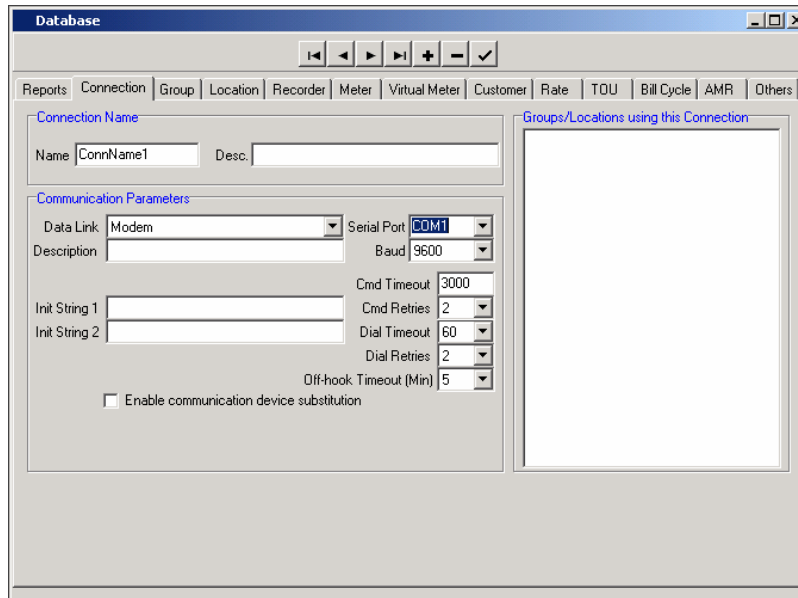 Database
Reports Connection Group Location Recorder Meter Virtual Meter Customer Rate TOU Bill Cycle AMR Others
Connection Name
Name ConnName1 Desc.
Groups/Locations using this Connection
Communication Parameters
Data Link Modem Serial Port COM1
Description Baud 9600
Cmd Timeout 3000
Init String 1 Cmd Retries 2
Init String 2 Dial Timeout 60
Dial Retries 2
Off-hook Timeout (Min) 5
Enable communication device substitution